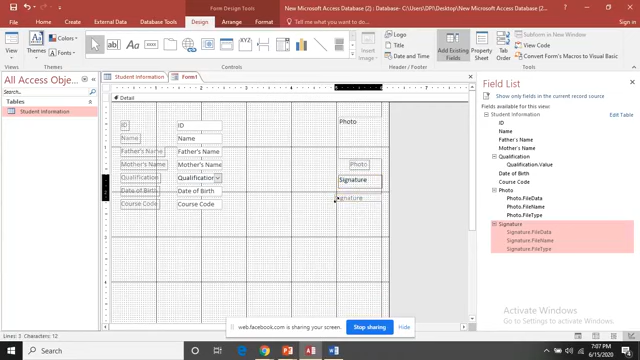 Form Design Tools
New Microsoft Access Database (2) : Database- C:\Users\DPI\Desktop\New Microsoft Access Database (2)....
Sign in
File Home Create External Data Database Tools Design Arrange Format Tell me what you want to do
Views
Themes
Colors
Fonts
Themes
Controls
Insert Image
Logo
Title
Date and Time
Header / Footer
Add Existing Fields
Property Sheet
Tab Order
Subform in New Window
View Code
Convert Form's Macros to Visual Basic
Tools
All Access Obje...
Search...
Tables
Student Information
Student Information
Form1
Detail
ID ID
Name Name
Father's Name Father's Name
Mother's Name Mother's Name
Qualification Qualification
Date of Birth Date of Birth
Course Code Course Code
Photo
Photo
Signature
Signature
Field List
Show only fields in the current record source
Fields available for this view:
Student Information Edit Table
ID
Name
Father's Name
Mother's Name
Qualification
Qualification.Value
Date of Birth
Course Code
Photo
Photo.FileData
Photo.FileName
Photo.FileType
Signature
Signature.FileData
Signature.FileName
Signature.FileType
Activate Windows
Go to Settings to activate Windows.
web.facebook.com is sharing your screen. Stop sharing Hide
Lines: 3 Characters: 12
Search
7:07 PM
6/15/2020